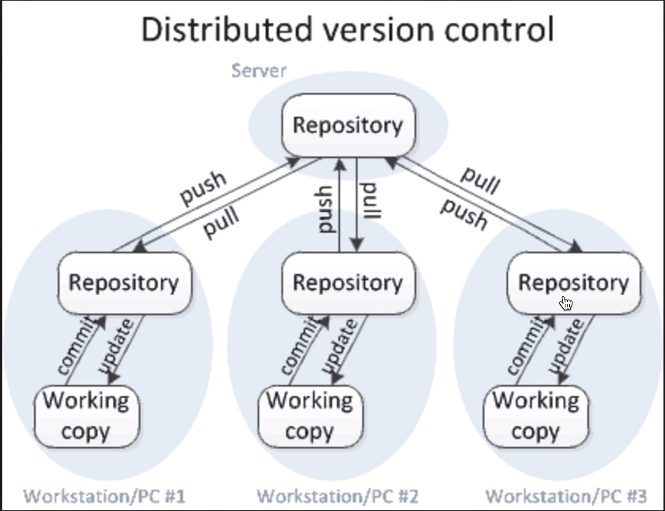 Distributed version control
Server
Repository
push
pull
push
pull
pull
push
Repository
Repository
Repository
commit
update
commit
update
commit
update
Working
copy
Working
copy
Working
copy
Workstation/PC #1
Workstation/PC #2
Workstation/PC #3